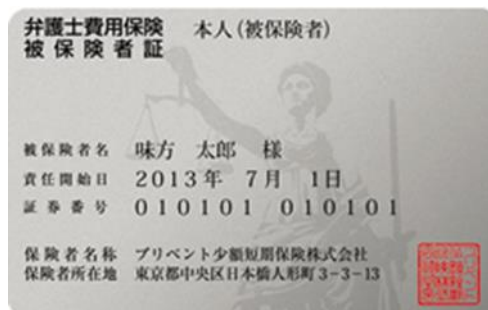 弁護士費用保険 本人(被保険者)
被保険者証
被保険者名 味方 太郎 様
責任開始日 2013年 7月 1日
証券番号 010101 010101
保険者名称 プリベント少額短期保険株式会社
保険者所在地 東京都中央区日本橋人形町3-3-13